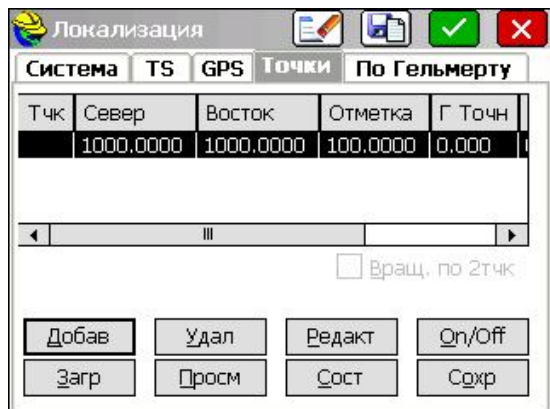 Локализация
Система TS GPS Точки По Гельмерту
Тчк Север Восток Отметка Г Точн
1000.0000 1000.0000 100.0000 0.000
Вращ. по 2тчк
Добав Удал Редакт On/Off
Загр Просм Сост Сохр